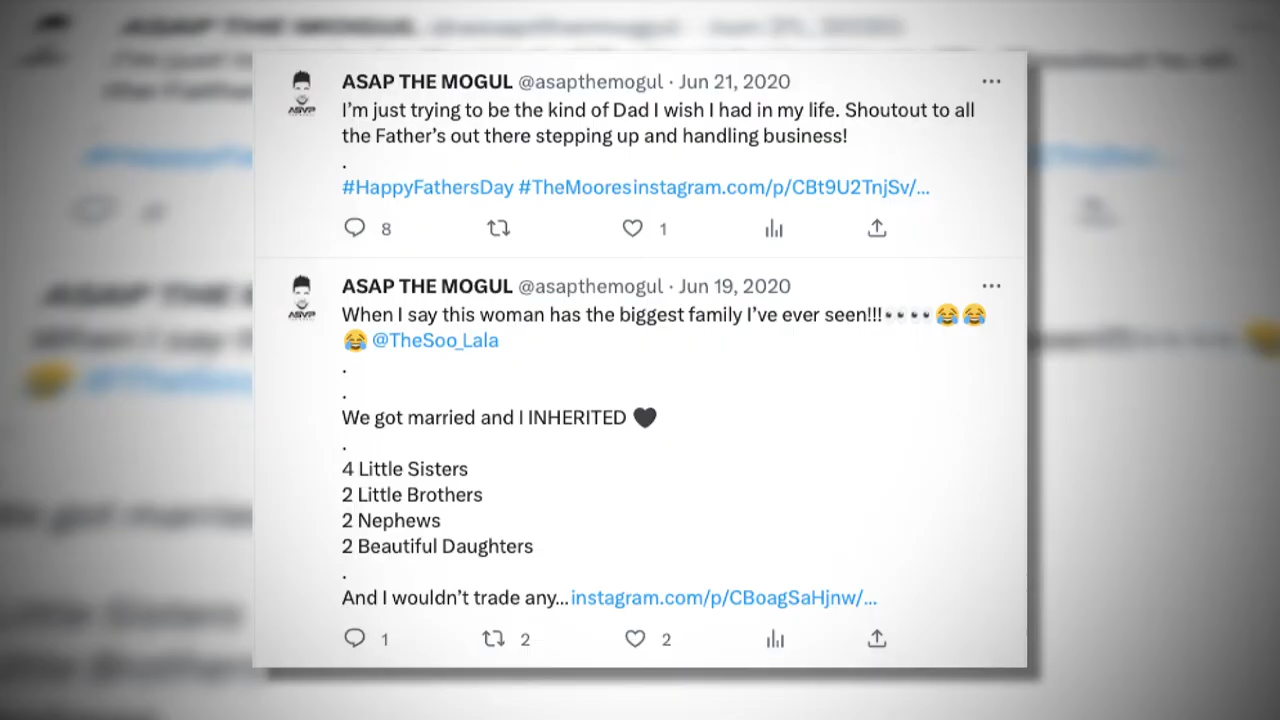 ASAP THE MOGUL @asapthemogul · Jun 21, 2020
I'm just trying to be the kind of Dad I wish I had in my life. Shoutout to all
the Father's out there stepping up and handling business!
.
#HappyFathersDay #TheMooresinstagram.com/p/CBt9U2TnjSv/...
8 1
ASAP THE MOGUL @asapthemogul · Jun 19, 2020
When I say this woman has the biggest family I've ever seen!!!👀👀😂😂
😂 @TheSoo_Lala
.
.
We got married and I INHERITED 🖤
.
4 Little Sisters
2 Little Brothers
2 Nephews
2 Beautiful Daughters
.
And I wouldn't trade any...instagram.com/p/CBoagSaHjnw/...
1 2 2